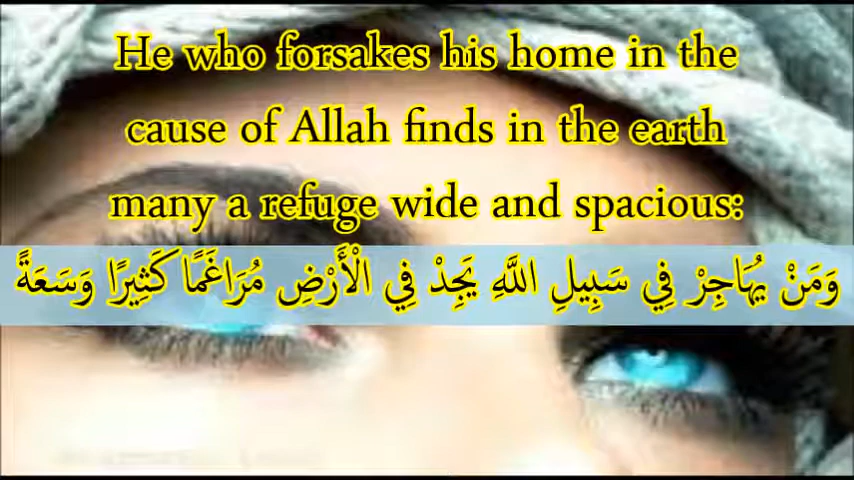 He who forsakes his home in the
cause of Allah finds in the earth
many a refuge wide and spacious:
وَمَنْ يُهَاجِرْ فِي سَبِيلِ اللَّهِ يَجِدْ فِي الْأَرْضِ مُرَاغَمًا كَثِيرًا وَسَعَةً